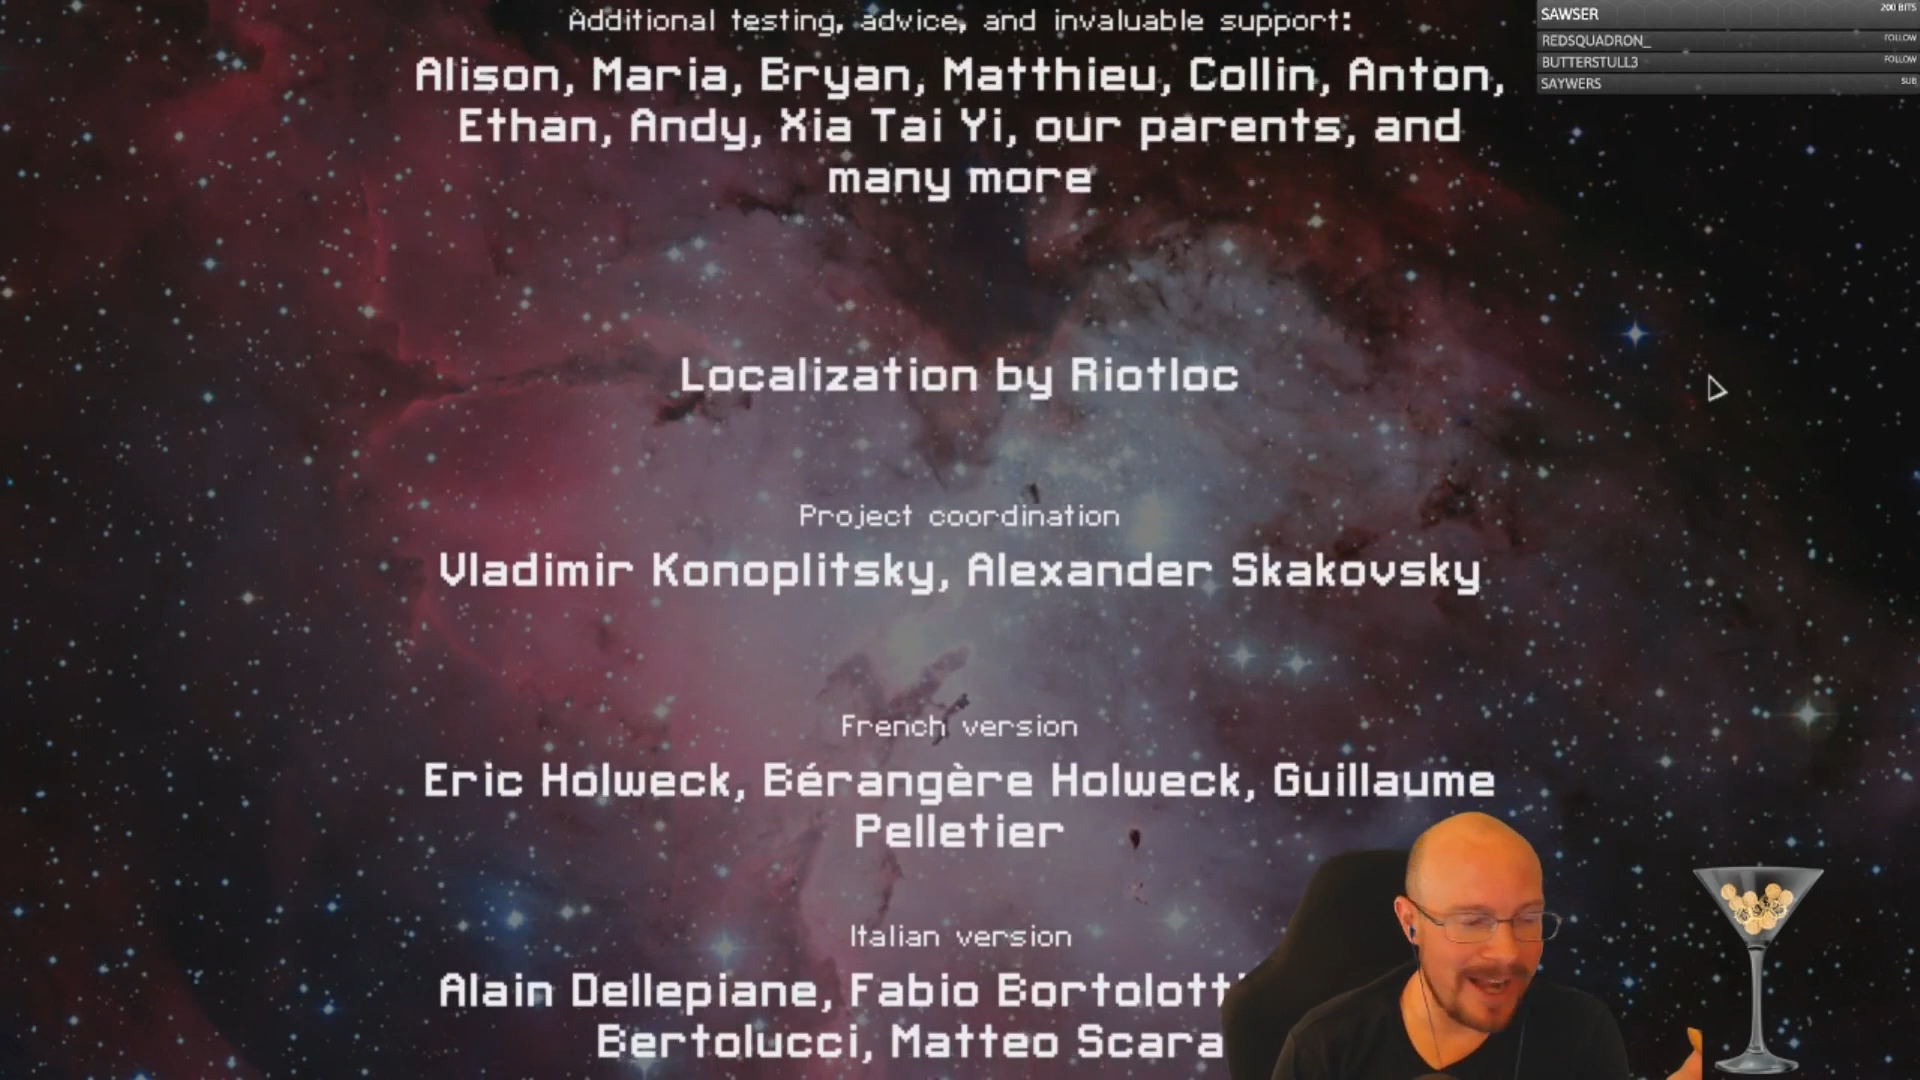 Additional testing, advice, and invaluable support:
Alison, Maria, Bryan, Matthieu, Collin, Anton,
Ethan, Andy, Xia Tai Yi, our parents, and
many more
Localization by Riotloc
Project coordination
Vladimir Konoplitsky, Alexander Skakovsky
French version
Eric Holweck, Bérangère Holweck, Guillaume
Pelletier
Italian version
Alain Dellepiane, Fabio
Bertolucci, Matteo
SAWSER 200 BITS
REDSQUADRON_ FOLLOW
BUTTERSTULL3 FOLLOW
SAYWERS SUB